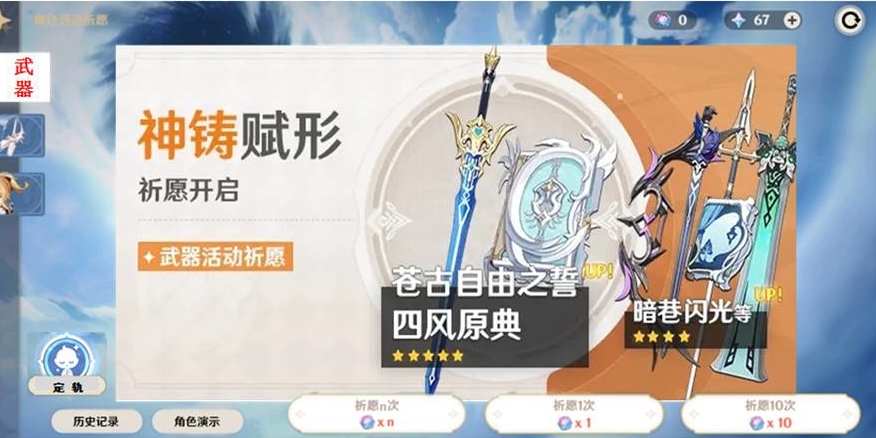 角色活动祈愿
0
67
武器
神铸赋形
祈愿开启
武器活动祈愿
苍古自由之誓
UP!
四风原典
暗巷闪光等
UP!
定轨
历史记录
角色演示
祈愿n次
x n
祈愿1次
x 1
祈愿10次
x 10